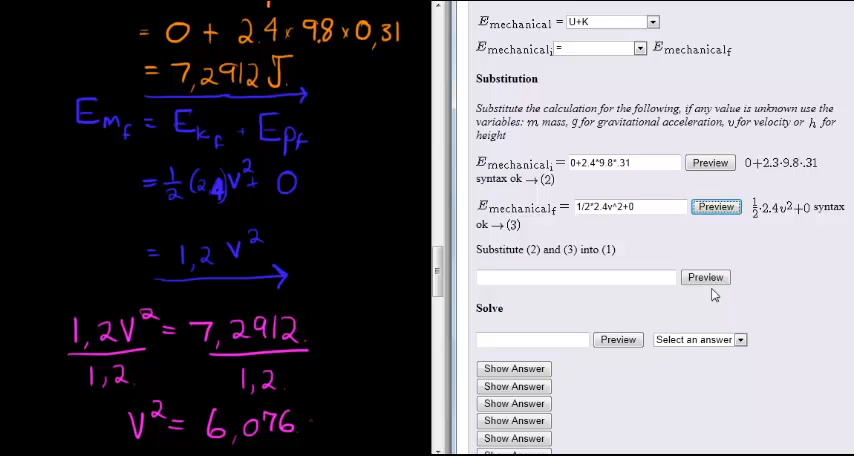 = 0 + 2.4 × 9.8 × 0,31
= 7,2912 J.
Emf = Ekf + Epf
= 1/2 (2,4)v² + 0
= 1,2 v²
1,2v² = 7,2912.
1,2. 1,2.
v² = 6,076
Emechanical = U+K
Emechanicali = Emechanicalf
Substitution
Substitute the calculation for the following, if any value is unknown use the
variables: m mass, g for gravitational acceleration, v for velocity or h for
height
Emechanicali = 0+2.4*9.8*.31 Preview 0+2.3·9.8·.31
syntax ok → (2)
Emechanicalf = 1/2*2.4v^2+0 Preview 1/2·2.4v²+0 syntax
ok → (3)
Substitute (2) and (3) into (1)
Preview
Solve
Preview Select an answer
Show Answer
Show Answer
Show Answer
Show Answer
Show Answer
Show Answer